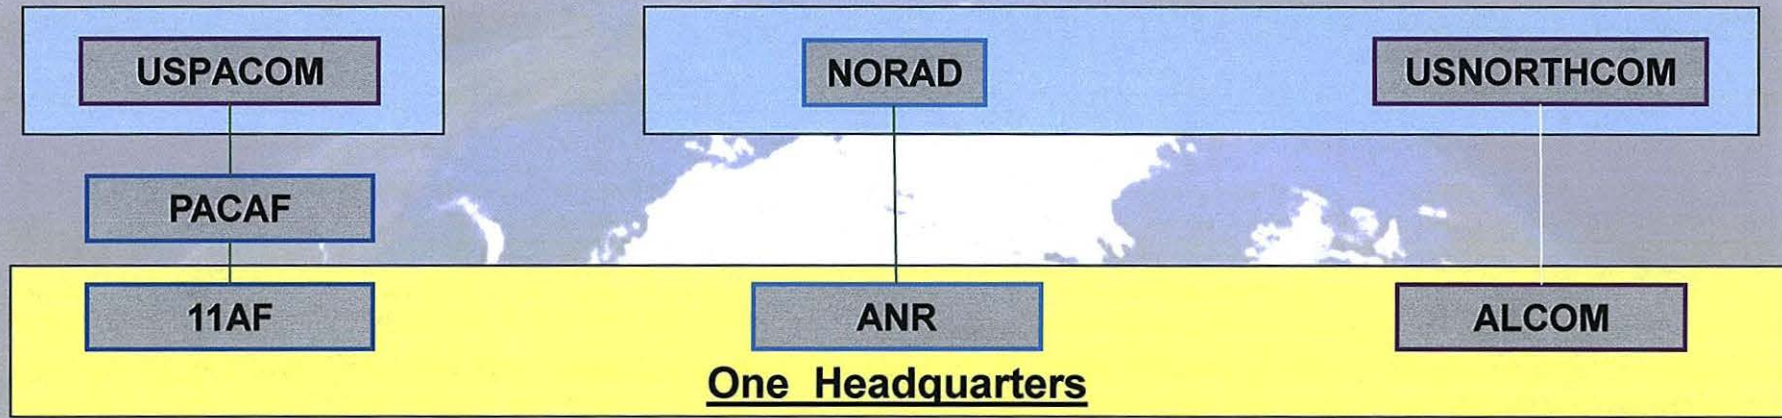 USPACOM
NORAD
USNORTHCOM
PACAF
11AF
ANR
ALCOM
One Headquarters